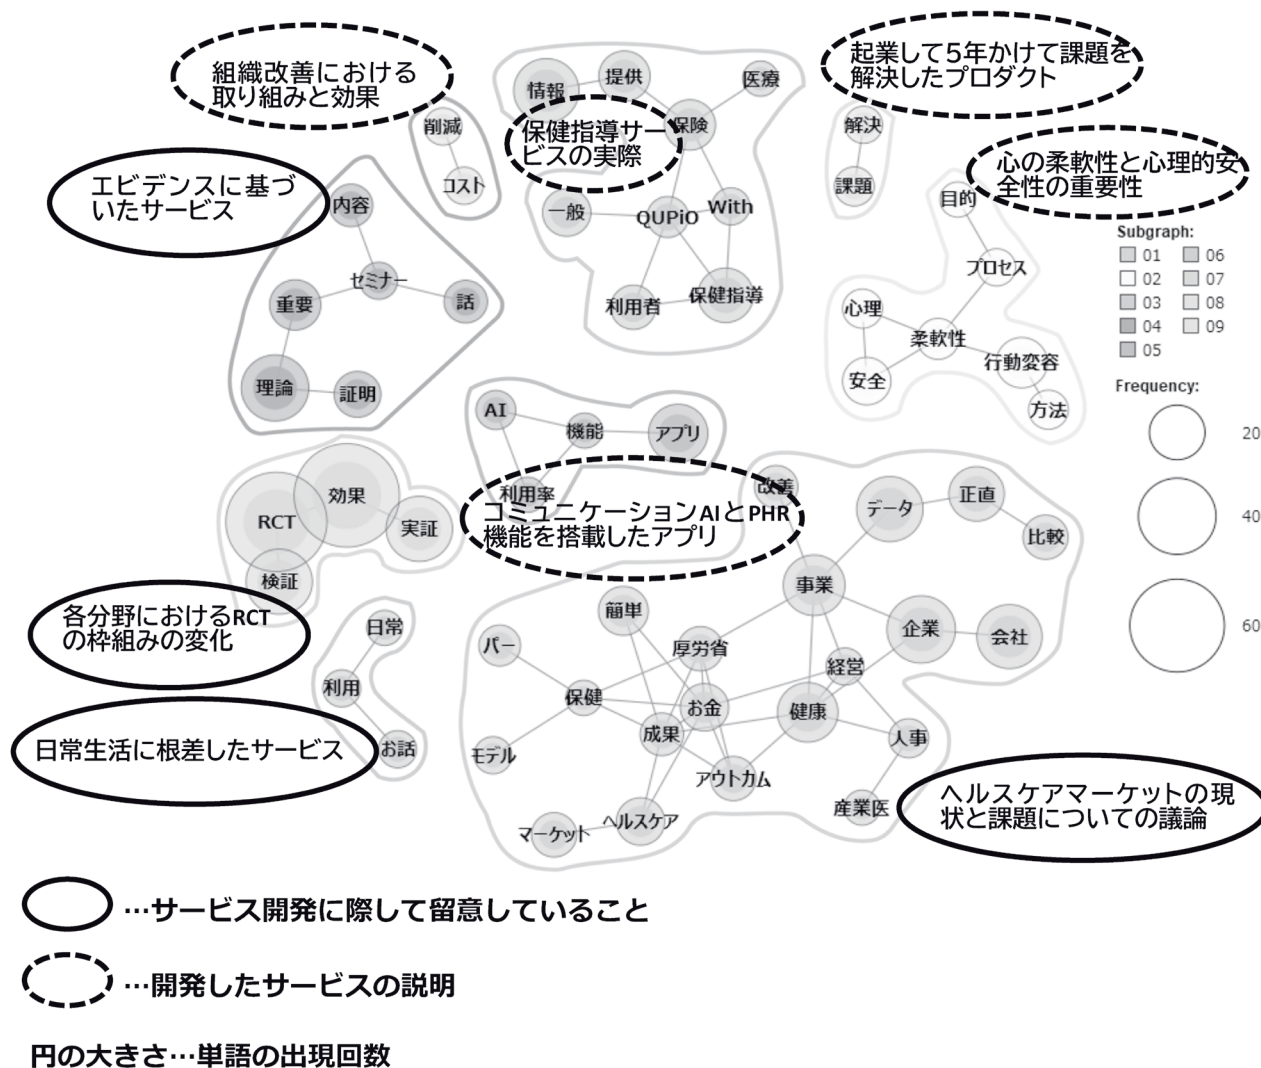 組織改善における
取り組みと効果
起業して５年かけて課題を
解決したプロダクト
保健指導サー
ビスの実際
心の柔軟性と心理的安
全性の重要性
エビデンスに基づ
いたサービス
情報
提供
医療
保険
一般
QUPiO
With
利用者
保健指導
削減
コスト
解決
課題
目的
プロセス
心理
柔軟性
安全
行動変容
方法
内容
セミナー
重要
話
理論
証明
Subgraph:
01
06
02
07
03
08
04
09
05
Frequency:
20
40
60
AI
機能
アプリ
利用率
コミュニケーションAIとPHR
機能を搭載したアプリ
RCT
効果
実証
検証
各分野におけるRCT
の枠組みの変化
日常
利用
お話
日常生活に根差したサービス
改善
データ
正直
比較
事業
企業
会社
簡単
厚労省
経営
パー
保健
お金
健康
成果
人事
モデル
アウトカム
産業医
マーケット
ヘルスケア
ヘルスケアマーケットの現
状と課題についての議論
…サービス開発に際して留意していること
…開発したサービスの説明
円の大きさ…単語の出現回数